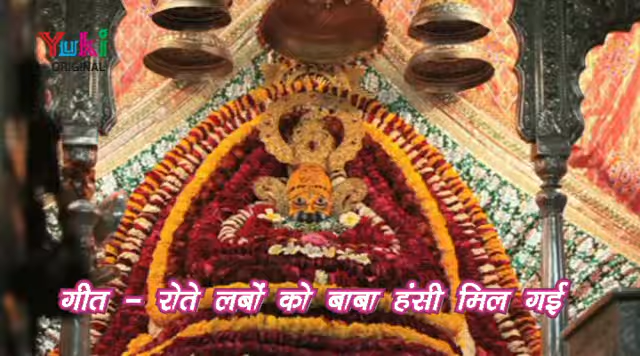 Yuki
ORIGINAL
गीत - रोते लबों को बाबा हंसी मिल गई